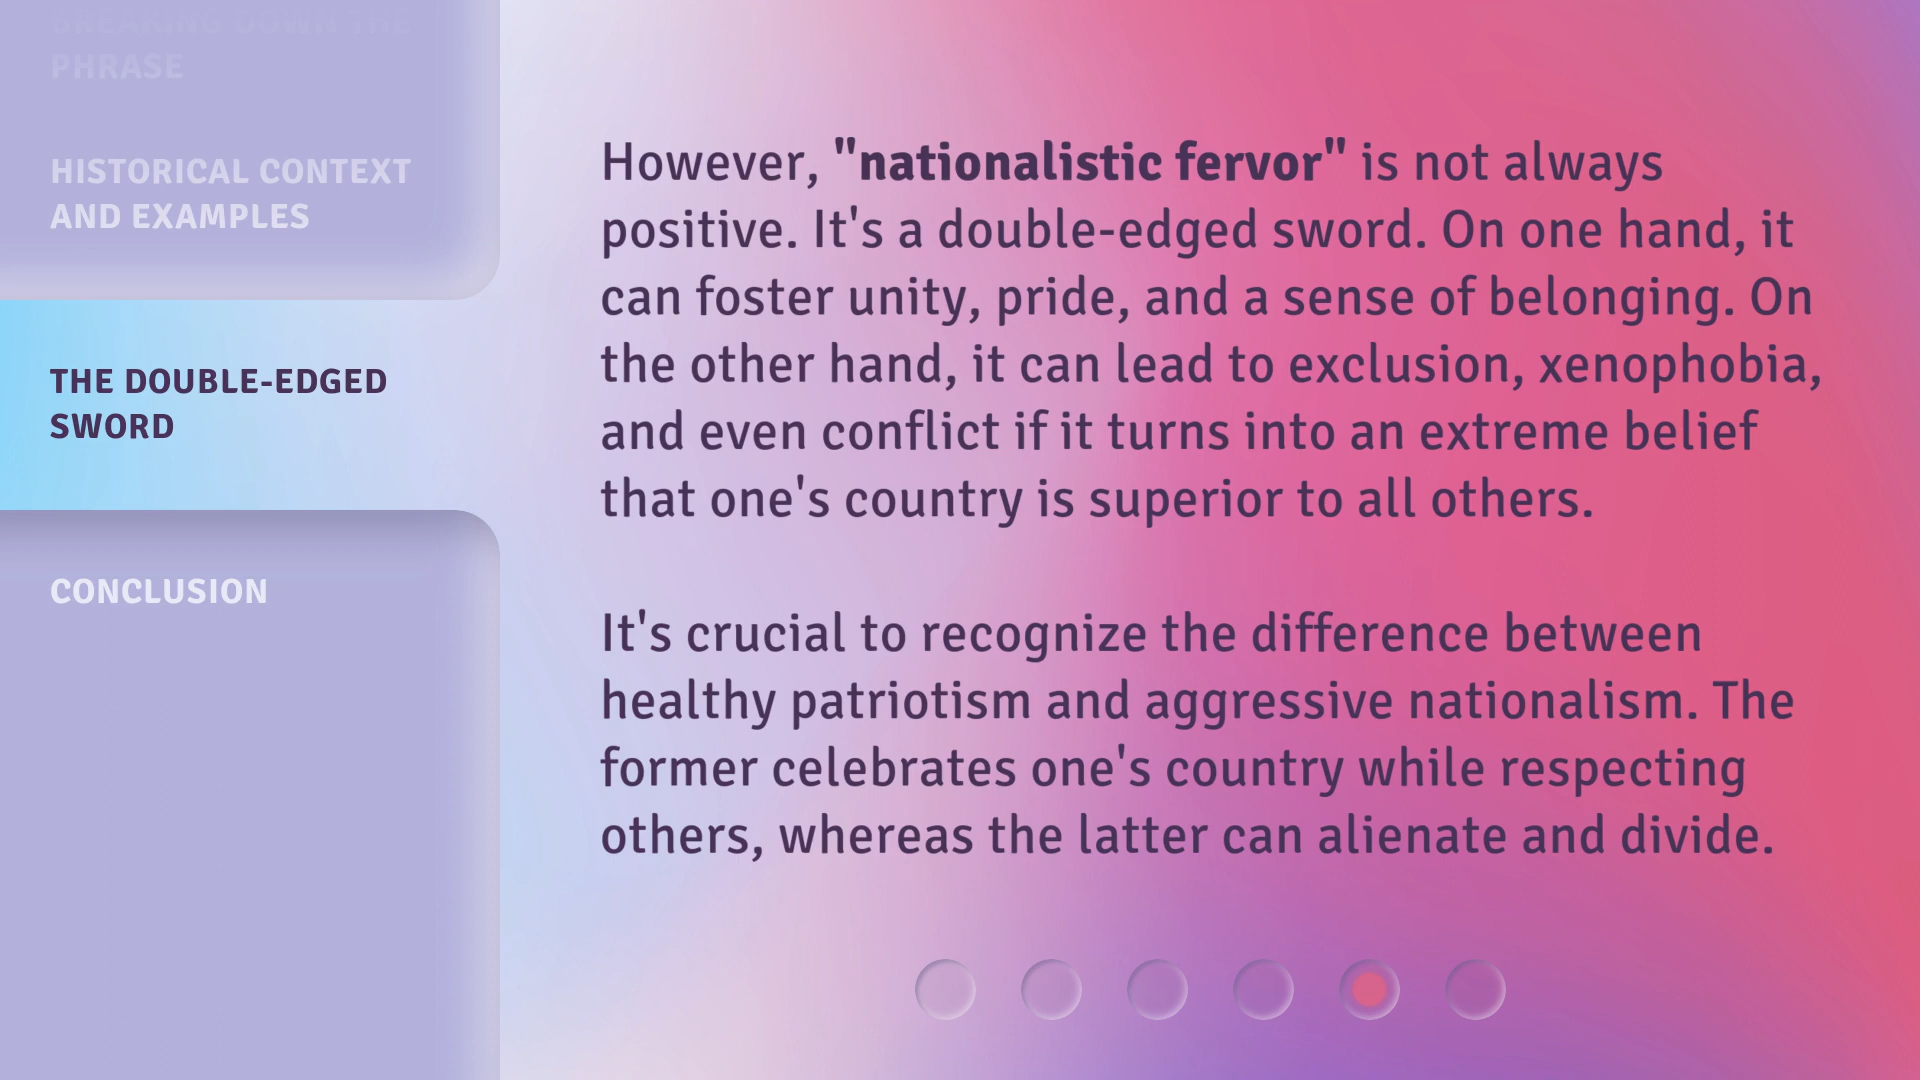 BREAKING DOWN THE
PHRASE
HISTORICAL CONTEXT
AND EXAMPLES
THE DOUBLE-EDGED
SWORD
CONCLUSION
However, "nationalistic fervor" is not always
positive. It's a double-edged sword. On one hand, it
can foster unity, pride, and a sense of belonging. On
the other hand, it can lead to exclusion, xenophobia,
and even conflict if it turns into an extreme belief
that one's country is superior to all others.
It's crucial to recognize the difference between
healthy patriotism and aggressive nationalism. The
former celebrates one's country while respecting
others, whereas the latter can alienate and divide.